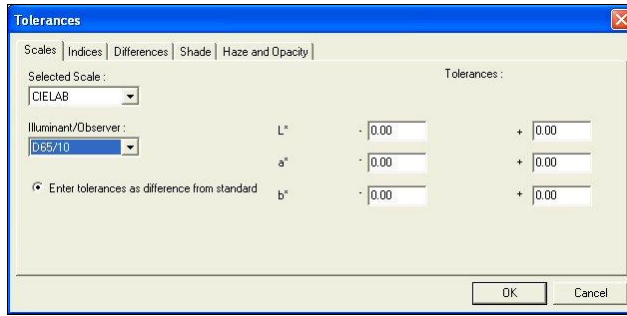 Tolerances
Scales Indices Differences Shade Haze and Opacity
Selected Scale : Tolerances :
CIELAB
Illuminant/Observer : L* - 0.00 + 0.00
D65/10
a* - 0.00 + 0.00
Enter tolerances as difference from standard b* - 0.00 + 0.00
OK Cancel